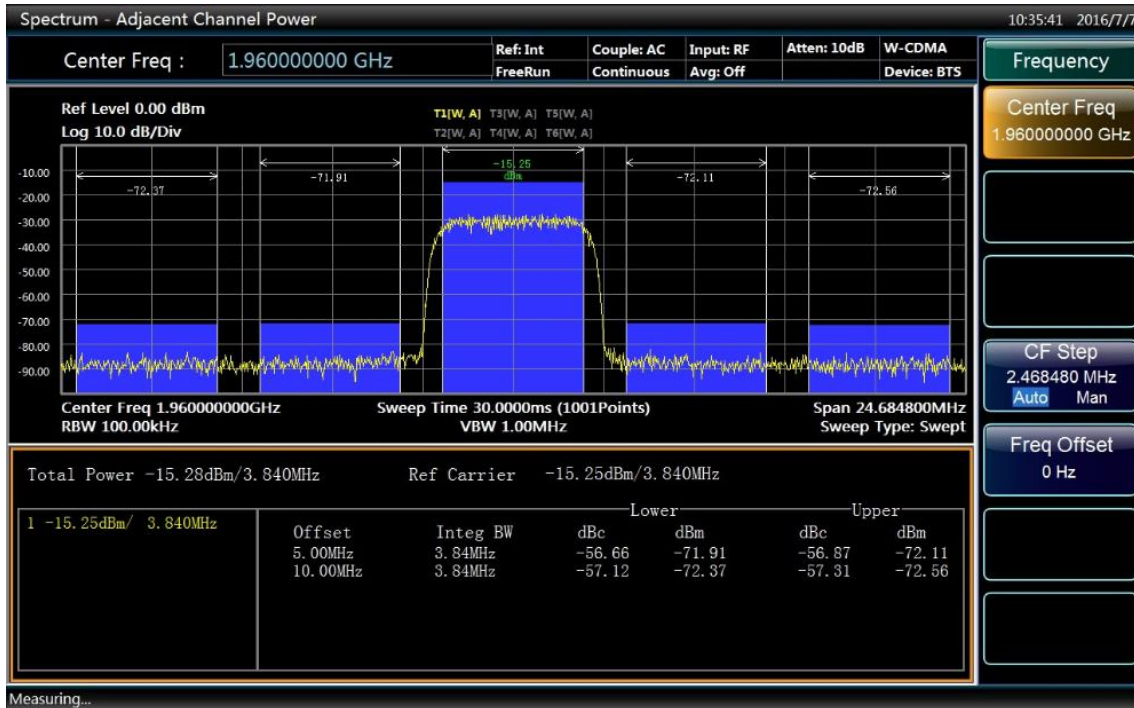 Spectrum - Adjacent Channel Power 10:35:41 2016/7/7
Center Freq : 1.960000000 GHz
Ref: Int Couple: AC Input: RF Atten: 10dB W-CDMA
FreeRun Continuous Avg: Off Device: BTS
Frequency
Center Freq
1.960000000 GHz
CF Step
2.468480 MHz
Auto Man
Freq Offset
0 Hz
Ref Level 0.00 dBm
Log 10.0 dB/Div
T1[W, A] T3[W, A] T5[W, A]
T2[W, A] T4[W, A] T6[W, A]
-10.00
-20.00
-30.00
-40.00
-50.00
-60.00
-70.00
-80.00
-90.00
-72.37
-71.91
-15.25
dBm
-72.11
-72.56
Center Freq 1.960000000GHz Sweep Time 30.0000ms (1001Points) Span 24.684800MHz
RBW 100.00kHz VBW 1.00MHz Sweep Type: Swept
Total Power -15.28dBm/3.840MHz Ref Carrier -15.25dBm/3.840MHz
1 -15.25dBm/ 3.840MHz
Lower Upper
Offset Integ BW dBc dBm dBc dBm
5.00MHz 3.84MHz -56.66 -71.91 -56.87 -72.11
10.00MHz 3.84MHz -57.12 -72.37 -57.31 -72.56
Measuring...